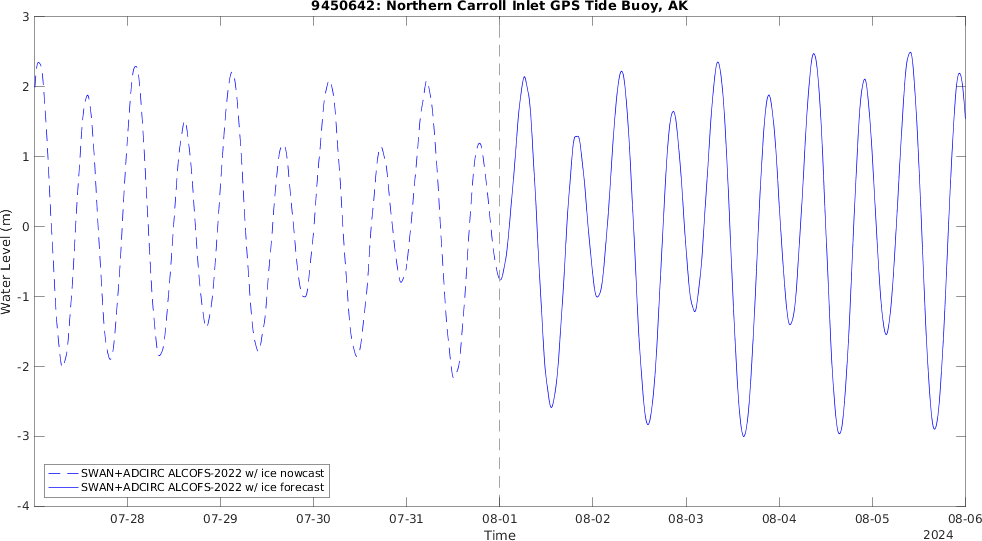 9450642: Northern Carroll Inlet GPS Tide Buoy, AK
3
2
1
0
-1
-2
-3
-4
Water Level (m)
SWAN+ADCIRC ALCOFS-2022 w/ ice nowcast
SWAN+ADCIRC ALCOFS-2022 w/ ice forecast
07-28 07-29 07-30 07-31 08-01 08-02 08-03 08-04 08-05 08-06
Time 2024